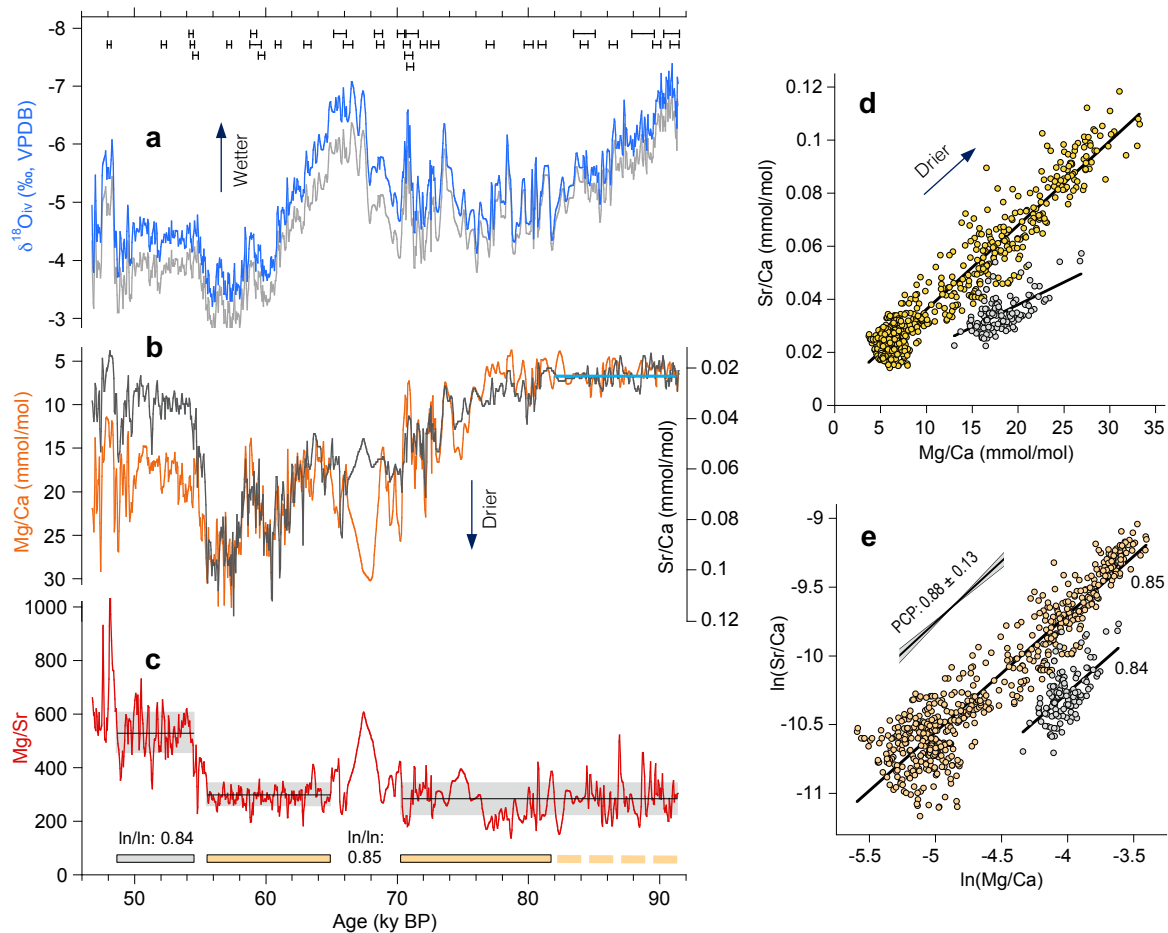 a
-8
-7
-6
-5
-4
-3
δ18Oiv (‰, VPDB)
Wetter
b
5
10
15
20
25
30
Mg/Ca (mmol/mol)
Drier
0.02
0.04
0.06
0.08
0.1
0.12
Sr/Ca (mmol/mol)
c
1000
800
600
400
200
0
Mg/Sr
ln/ln: 0.84
ln/ln:
0.85
50
60
70
80
90
Age (ky BP)
d
0.12
0.1
0.08
0.06
0.04
0.02
0
Sr/Ca (mmol/mol)
Drier
0 5 10 15 20 25 30 35
Mg/Ca (mmol/mol)
e
-9
-9.5
-10
-10.5
-11
ln(Sr/Ca)
PCP: 0.88 ± 0.13
0.85
0.84
-5.5 -5 -4.5 -4 -3.5
ln(Mg/Ca)